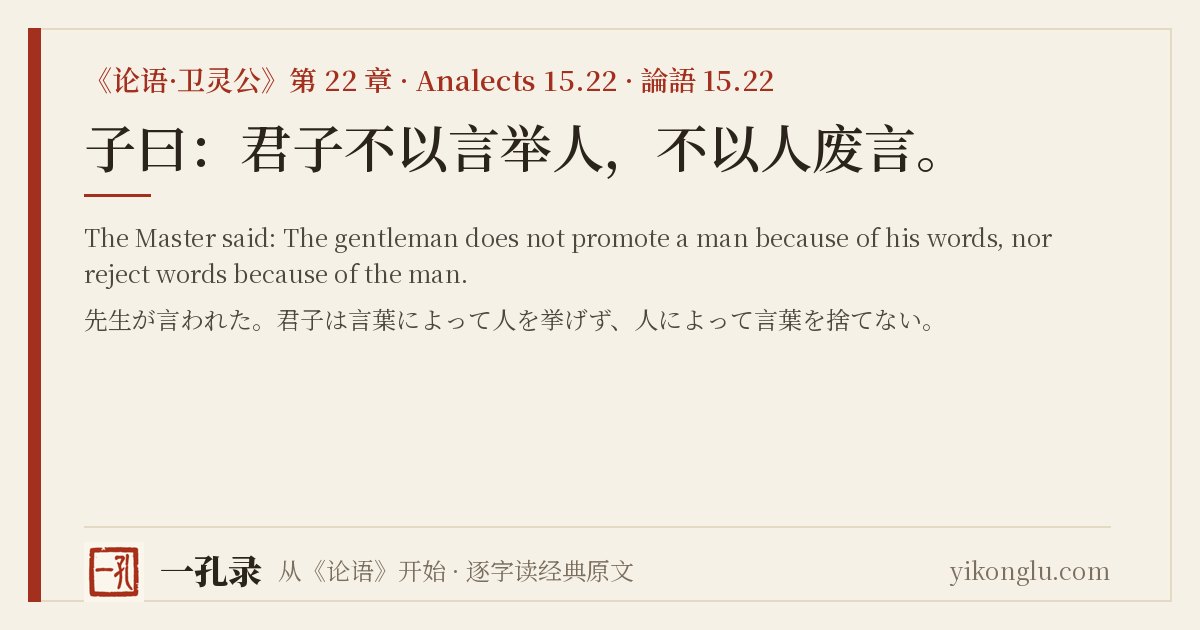 《论语·卫灵公》第 22 章 · Analects 15.22 · 論語 15.22
子曰：君子不以言举人，不以人废言。
The Master said: The gentleman does not promote a man because of his words, nor
reject words because of the man.
先生が言われた。君子は言葉によって人を挙げず、人によって言葉を捨てない。
一孔
一孔录 从《论语》开始 · 逐字读经典原文 yikonglu.com